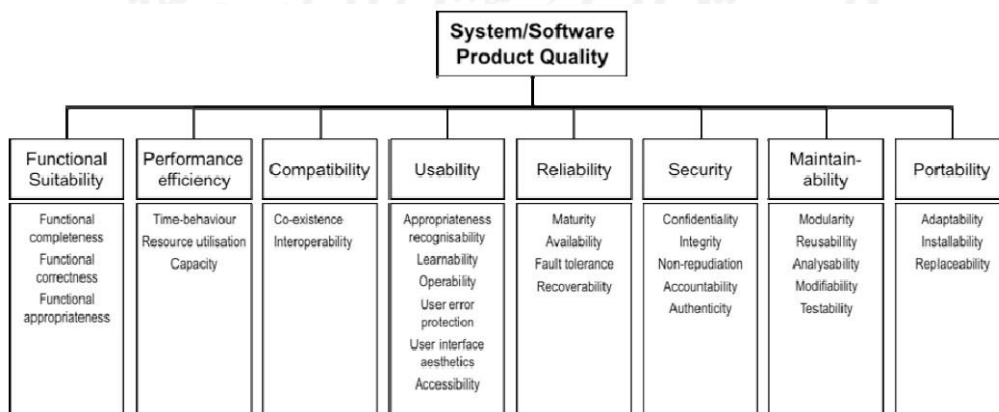 System/Software
Product Quality
Functional
Suitability
Performance
efficiency
Compatibility
Usability
Reliability
Security
Maintain-
ability
Portability
Functional
completeness
Functional
correctness
Functional
appropriateness
Time-behaviour
Resource utilisation
Capacity
Co-existence
Interoperability
Appropriateness
recognisability
Learnability
Operability
User error
protection
User interface
aesthetics
Accessibility
Maturity
Availability
Fault tolerance
Recoverability
Confidentiality
Integrity
Non-repudiation
Accountability
Authenticity
Modularity
Reusability
Analysability
Modifiability
Testability
Adaptability
Installability
Replaceability